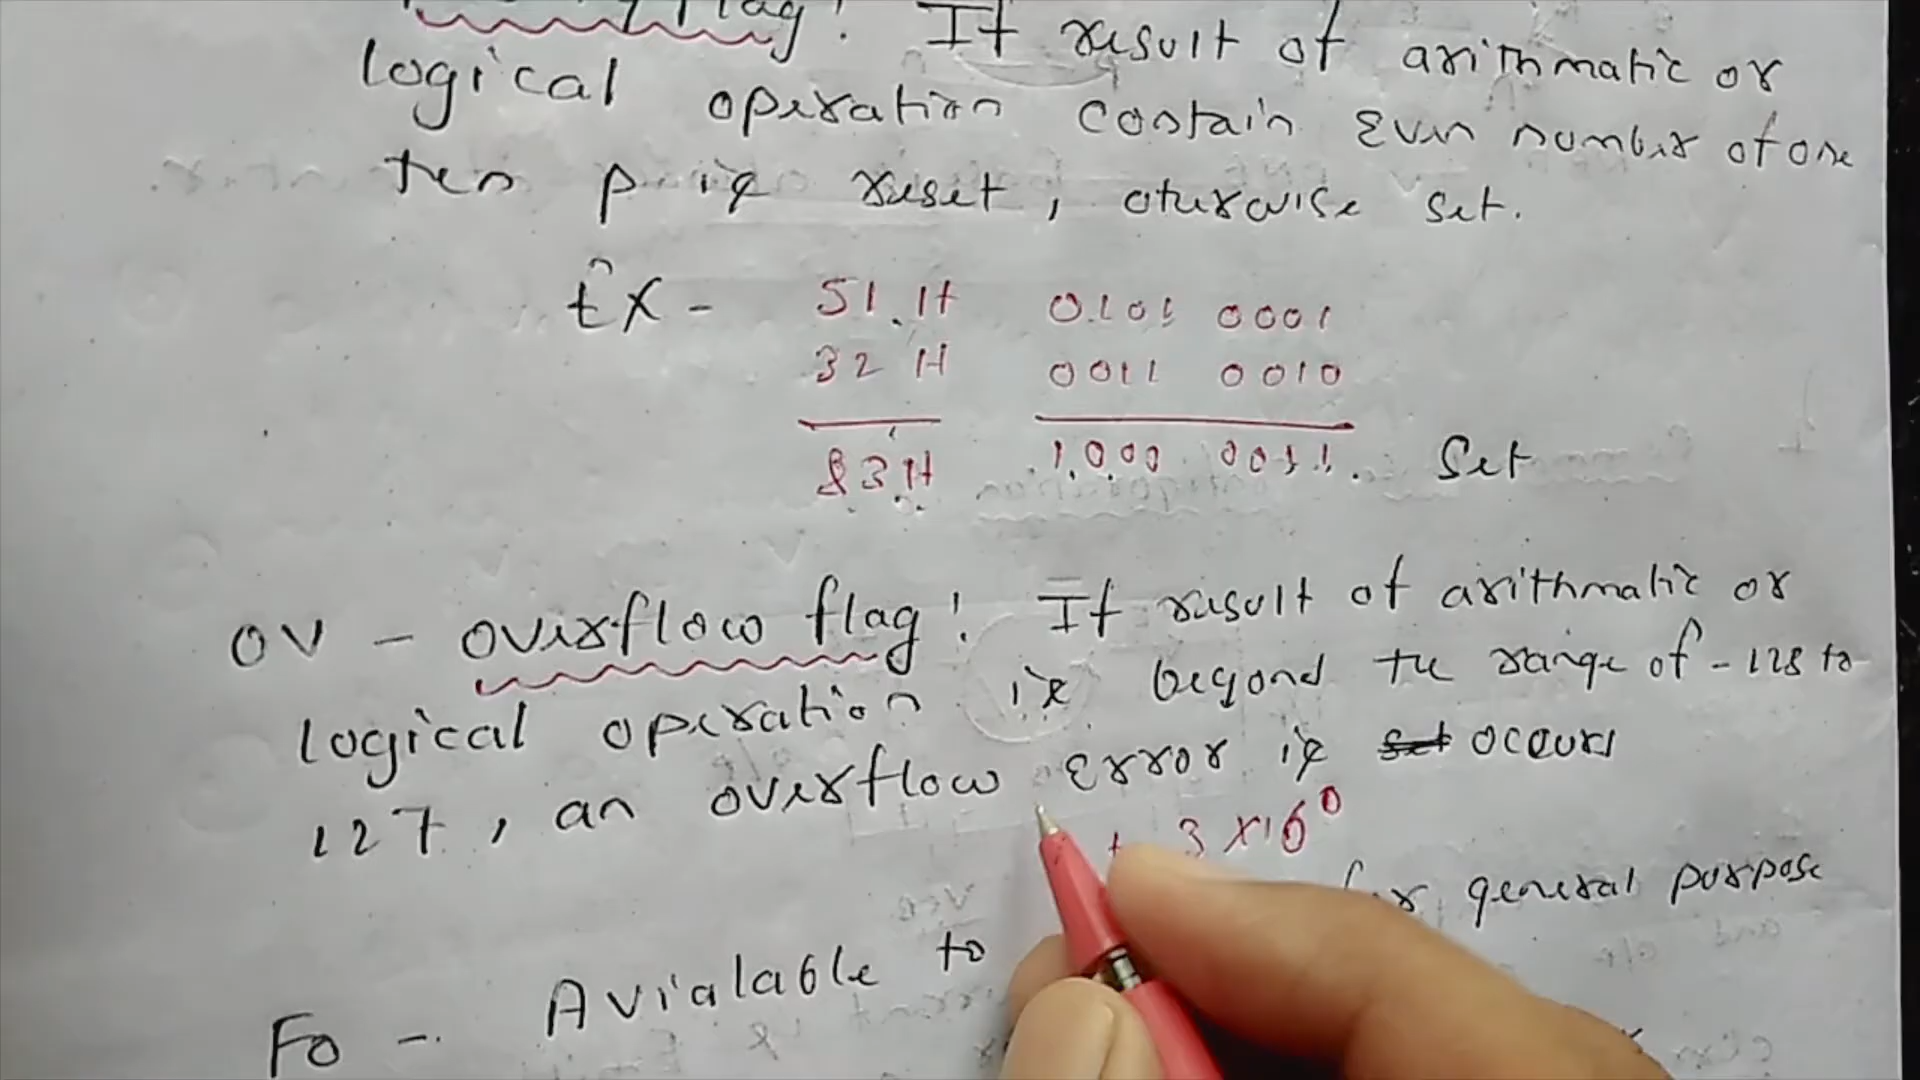 flag! If result of arithmatic or
logical operation contain Even number of one
then P is reset, otherwise set.
EX - 51.H 0101 0001
32 H 0011 0010
83H 1000 0011. Set
OV - overflow flag! If result of arithmatic or
logical operation is beyond the range of -128 to
127, an overflow error is set occurs
+ 3 x 16⁰
for general purpose
Fo - Avialable to